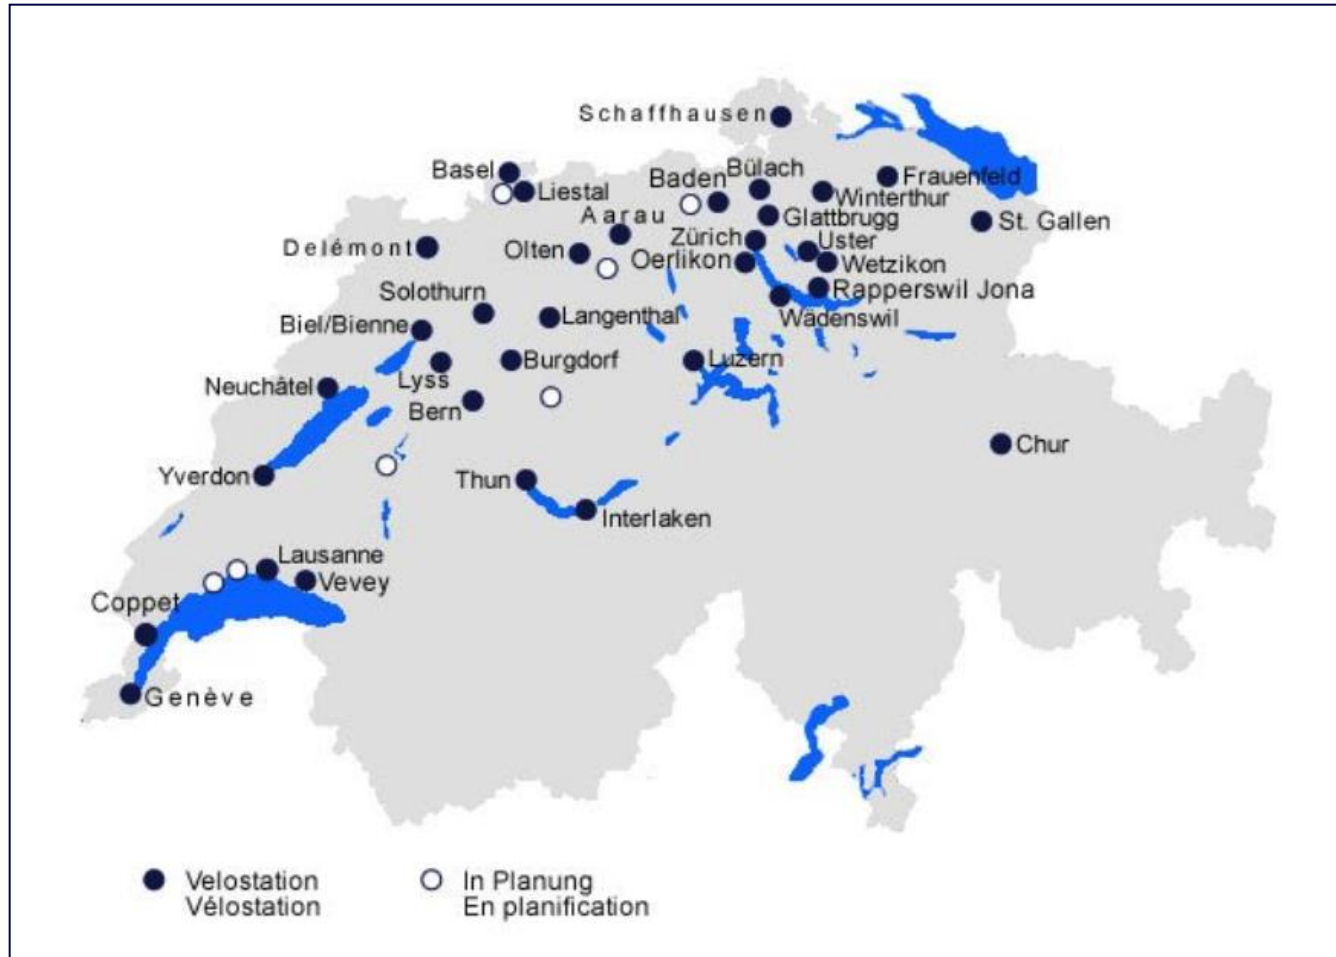 Schaffhausen
Basel
Liestal
Baden
Bülach
Frauenfeld
Winterthur
Aarau
Glattbrugg
St. Gallen
Delémont
Olten
Zürich
Uster
Oerlikon
Wetzikon
Solothurn
Rapperswil Jona
Biel/Bienne
Langenthal
Wädenswil
Lyss
Burgdorf
Luzern
Neuchâtel
Bern
Chur
Yverdon
Thun
Interlaken
Lausanne
Vevey
Coppet
Genève
Velostation
Vélostation
In Planung
En planification